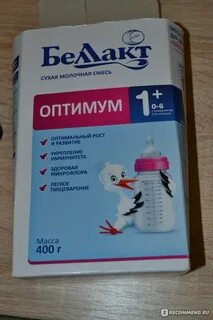 Беллакт
СУХАЯ МОЛОЧНАЯ СМЕСЬ
ОПТИМУМ
1+
0-6
ОПТИМАЛЬНЫЙ РОСТ
И РАЗВИТИЕ
УКРЕПЛЕНИЕ
ИММУНИТЕТА
ЗДОРОВАЯ
МИКРОФЛОРА
ЛЕГКОЕ
ПИЩЕВАРЕНИЕ
Масса
400 г
IRECOMMEND.RU